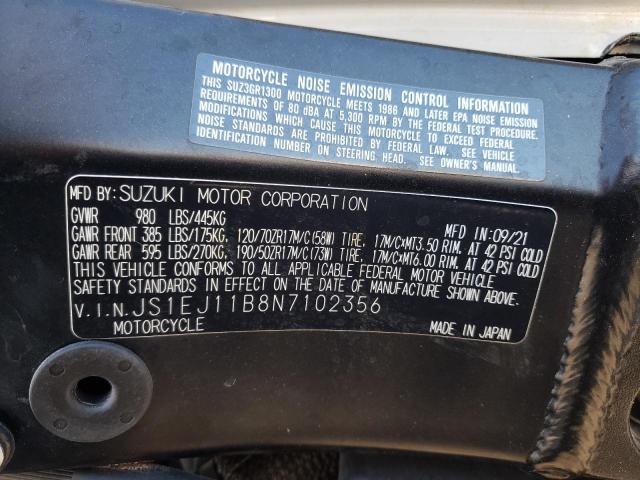 MOTORCYCLE NOISE EMISSION CONTROL INFORMATION
THIS SUZ3GR1300 MOTORCYCLE MEETS 1986 AND LATER EPA NOISE EMISSION
REQUIREMENTS OF 80 dBA AT 5,300 RPM BY THE FEDERAL TEST PROCEDURE.
MODIFICATIONS WHICH CAUSE THIS MOTORCYCLE TO EXCEED FEDERAL
NOISE STANDARDS ARE PROHIBITED BY FEDERAL LAW. SEE VEHICLE
IDENTIFICATION NUMBER ON STEERING HEAD. SEE OWNER'S MANUAL.
MFD BY: SUZUKI MOTOR CORPORATION
GVWR 980 LBS/445KG MFD IN:09/21
GAWR FRONT 385 LBS/175KG, 120/70ZR17M/C(58W) TIRE, 17M/C×MT3.50 RIM, AT 42 PSI COLD
GAWR REAR 595 LBS/270KG, 190/50ZR17M/C(73W) TIRE, 17M/C×MT6.00 RIM, AT 42 PSI COLD
THIS VEHICLE CONFORMS TO ALL APPLICABLE FEDERAL MOTOR VEHICLE
SAFETY STANDARDS IN EFFECT ON THE DATE OF MANUFACTURE SHOWN ABOVE.
V.I.N. JS1EJ11B8N7102356
MOTORCYCLE MADE IN JAPAN